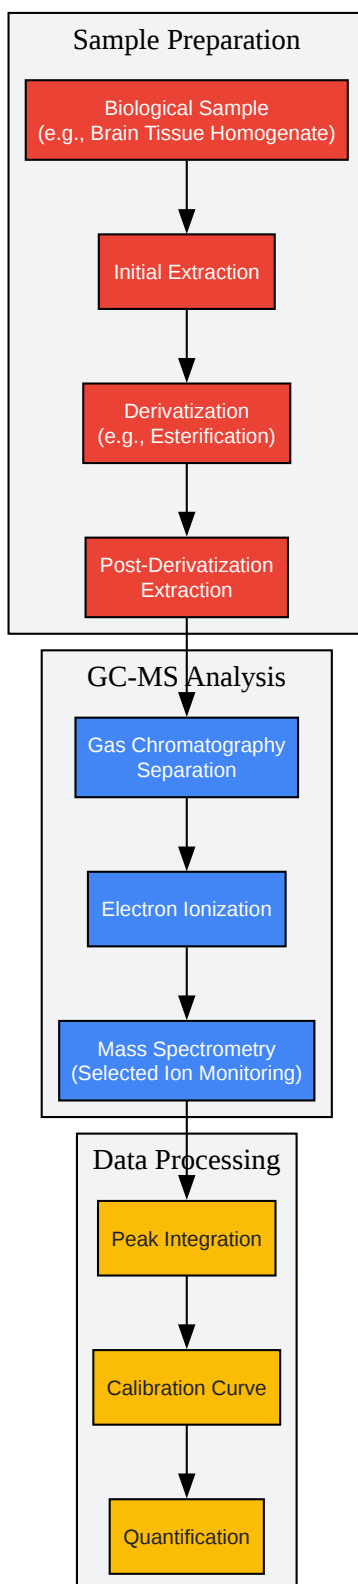 Sample Preparation
Biological Sample
(e.g., Brain Tissue Homogenate)
Initial Extraction
Derivatization
(e.g., Esterification)
Post-Derivatization
Extraction
GC-MS Analysis
Gas Chromatography
Separation
Electron Ionization
Mass Spectrometry
(Selected Ion Monitoring)
Data Processing
Peak Integration
Calibration Curve
Quantification